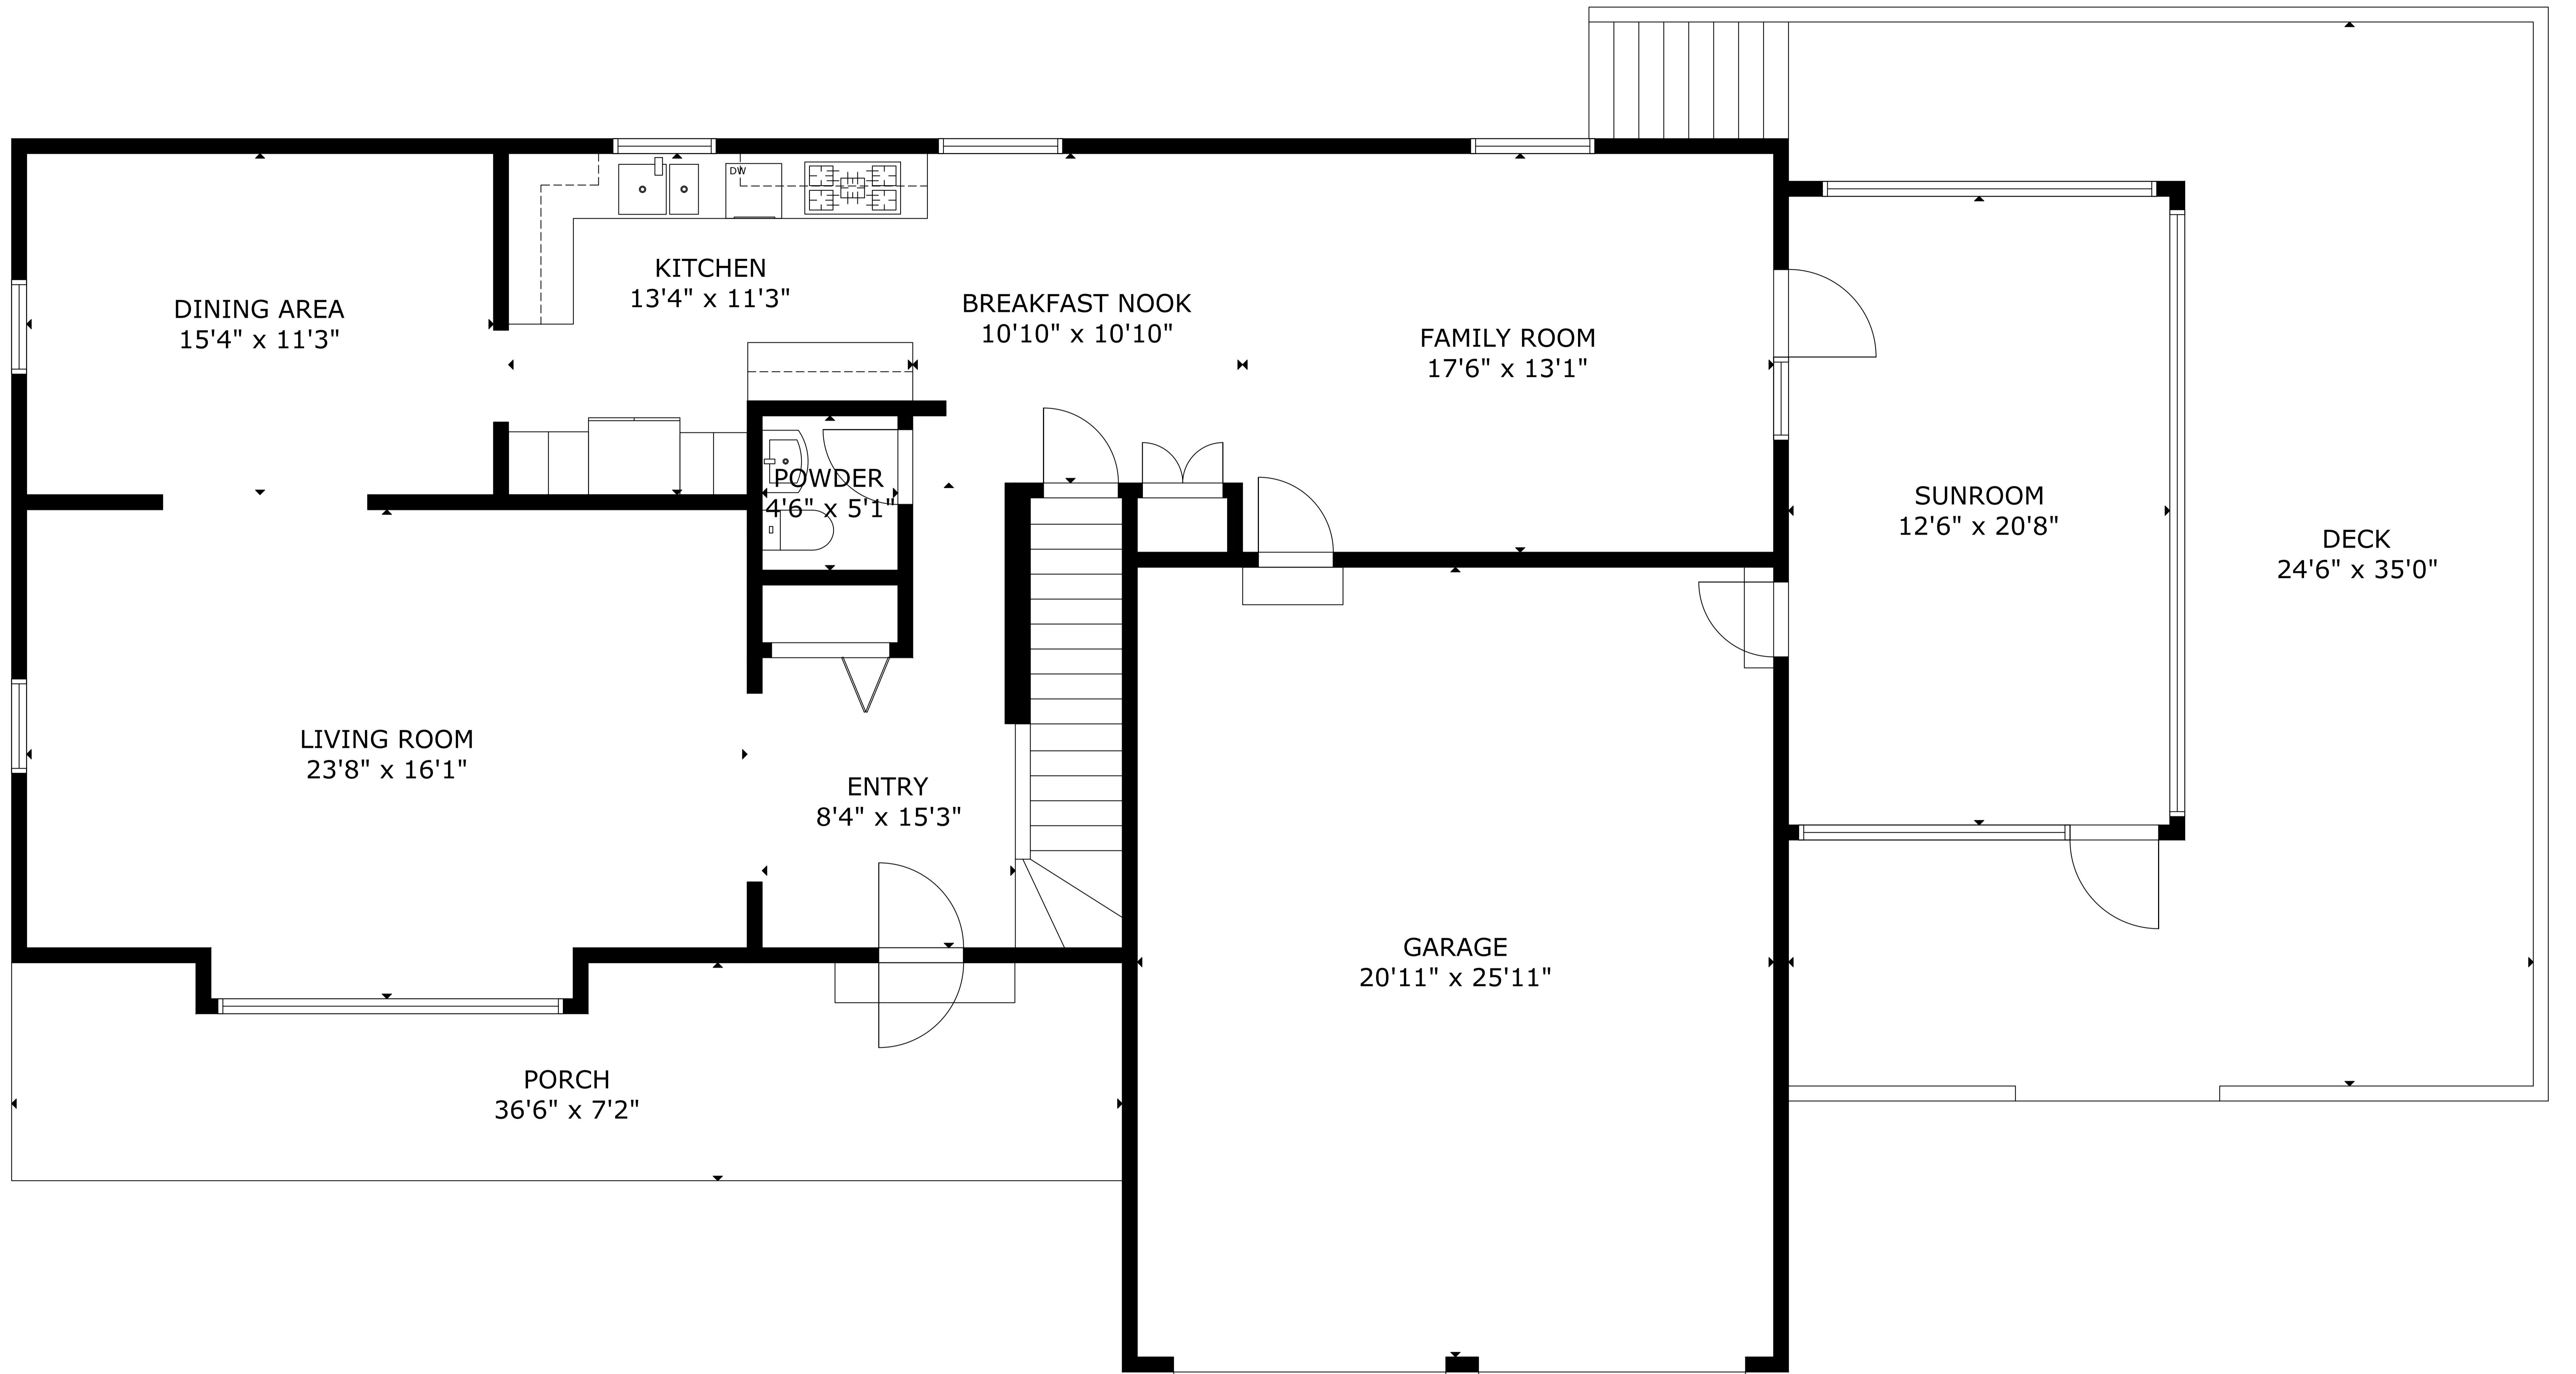 DW
KITCHEN
13'4" x 11'3"
DINING AREA
15'4" x 11'3"
BREAKFAST NOOK
10'10" x 10'10"
FAMILY ROOM
17'6" x 13'1"
POWDER
4'6" x 5'1"
SUNROOM
12'6" x 20'8"
DECK
24'6" x 35'0"
LIVING ROOM
23'8" x 16'1"
ENTRY
8'4" x 15'3"
GARAGE
20'11" x 25'11"
PORCH
36'6" x 7'2"